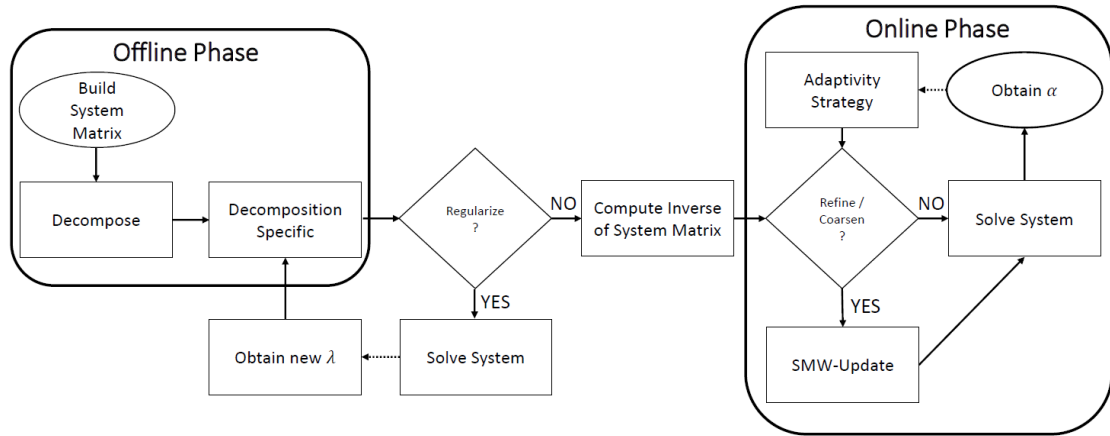 Offline Phase
Build
System
Matrix
Decompose
Decomposition
Specific
Regularize
?
NO
YES
Solve System
Obtain new λ
Compute Inverse
of System Matrix
Online Phase
Adaptivity
Strategy
Obtain α
Refine /
Coarsen
?
NO
Solve System
YES
SMW-Update